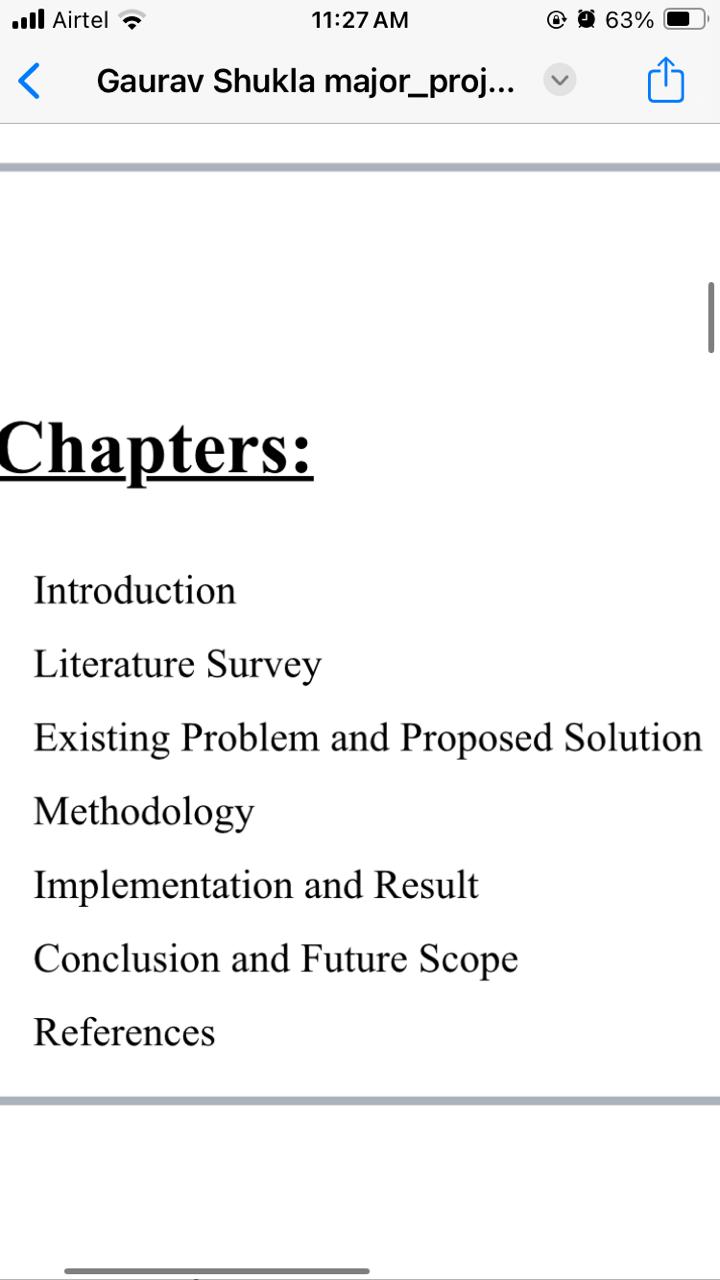 Airtel 11:27 AM 63%
Gaurav Shukla major_proj...
Chapters:
Introduction
Literature Survey
Existing Problem and Proposed Solution
Methodology
Implementation and Result
Conclusion and Future Scope
References